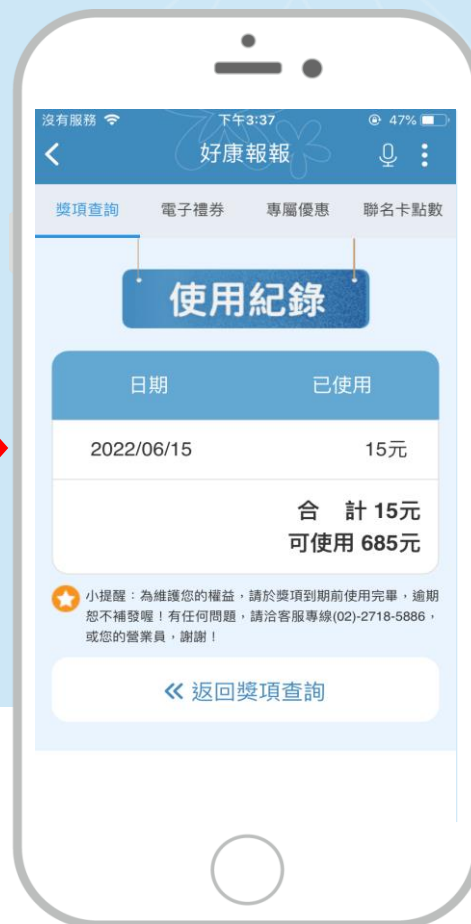 沒有服務 下午3:37 47%
好康報報
獎項查詢 電子禮券 專屬優惠 聯名卡點數
使用紀錄
日期 已使用
2022/06/15 15元
合 計 15元
可使用 685元
小提醒：為維護您的權益，請於獎項到期前使用完畢，逾期
恕不補發喔！有任何問題，請洽客服專線(02)-2718-5886，
或您的營業員，謝謝！
« 返回獎項查詢